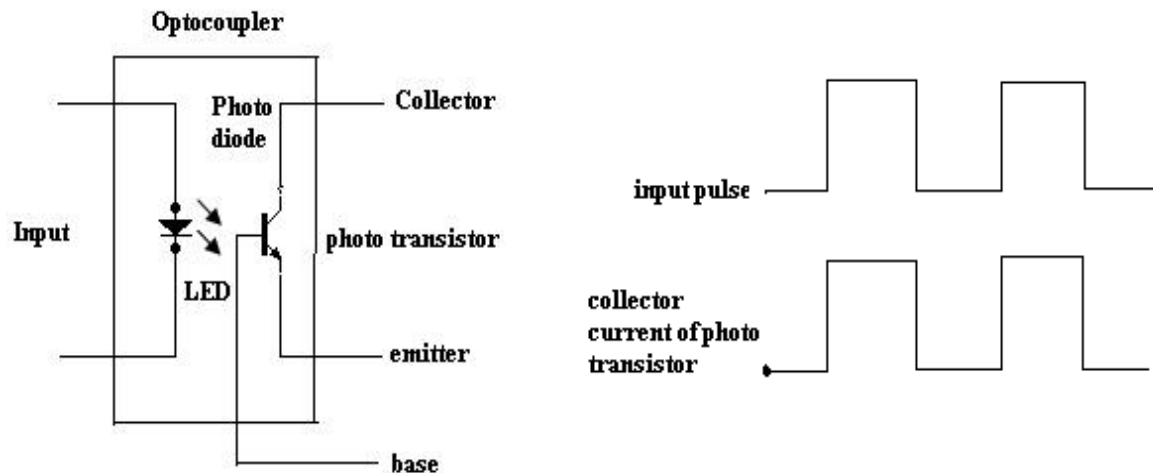 Optocoupler
Photo
diode
Collector
Input
LED
photo transistor
emitter
base
input pulse
collector
current of photo
transistor